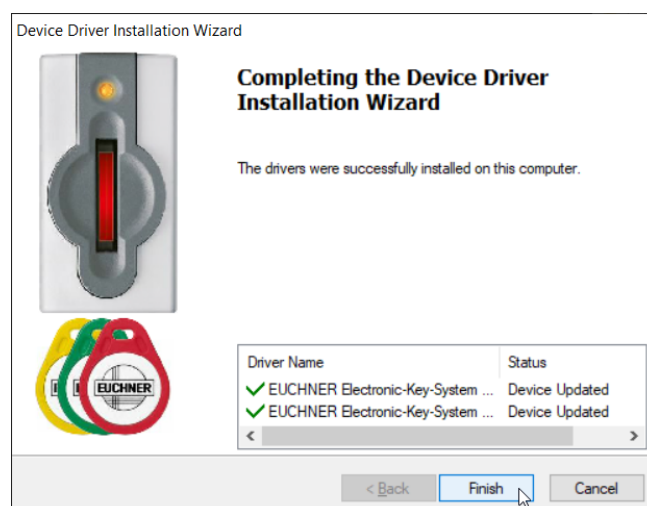 Device Driver Installation Wizard
Completing the Device Driver
Installation Wizard
The drivers were successfully installed on this computer.
Driver Name Status
EUCHNER Electronic-Key-System ... Device Updated
EUCHNER Electronic-Key-System ... Device Updated
EUCHNER
< Back Finish Cancel